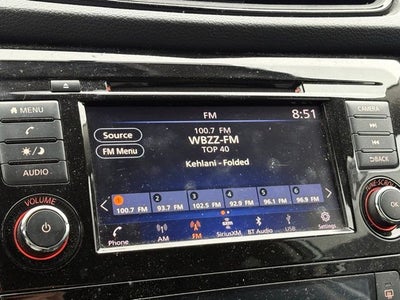 FM
8:51
MENU
CAMERA
Source
100.7 FM
WBZZ-FM
FM Menu
TOP 40
Kehlani - Folded
BACK
AUDIO
1 2 3 4 5 6
100.7 FM 93.7 FM 102.5 FM 92.9 FM 96.1 FM 96.9 FM
VOLUME
OK
Phone AM FM SiriusXM BT Audio USB Settings